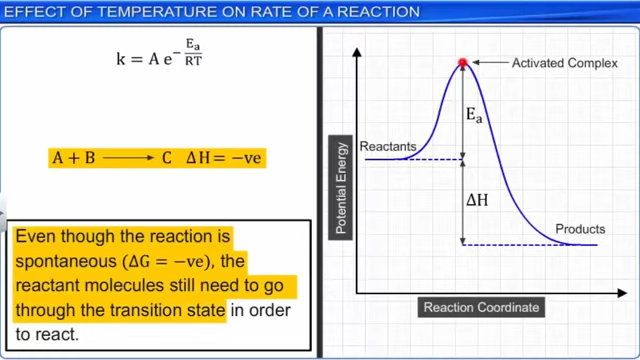 EFFECT OF TEMPERATURE ON RATE OF A REACTION
k = A e^−Ea/RT
A + B ⟶ C ΔH = −ve
Even though the reaction is
spontaneous (ΔG = −ve), the
reactant molecules still need to go
through the transition state in order
to react.
Activated Complex
Ea
Reactants
Potential Energy
ΔH
Products
Reaction Coordinate